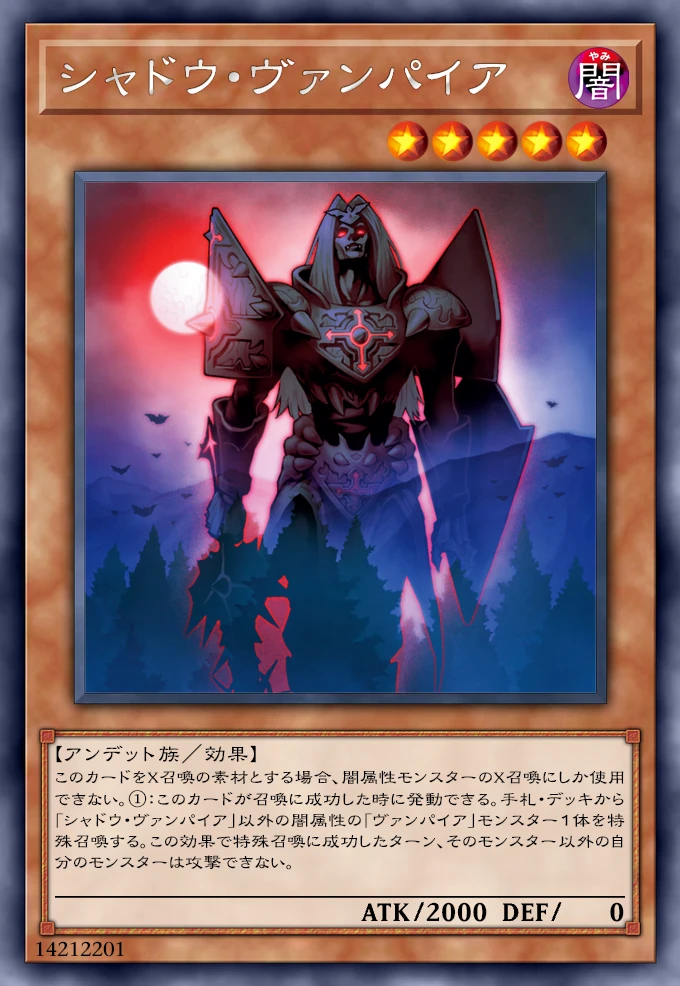 シャドウ・ヴァンパイア
やみ
闇
【アンデット族／効果】
このカードをX召喚の素材とする場合、闇属性モンスターのX召喚にしか使用
できない。①：このカードが召喚に成功した時に発動できる。手札・デッキから
「シャドウ・ヴァンパイア」以外の闇属性の「ヴァンパイア」モンスター１体を特
殊召喚する。この効果で特殊召喚に成功したターン、そのモンスター以外の自
分のモンスターは攻撃できない。
ATK/2000 DEF/ 0
14212201